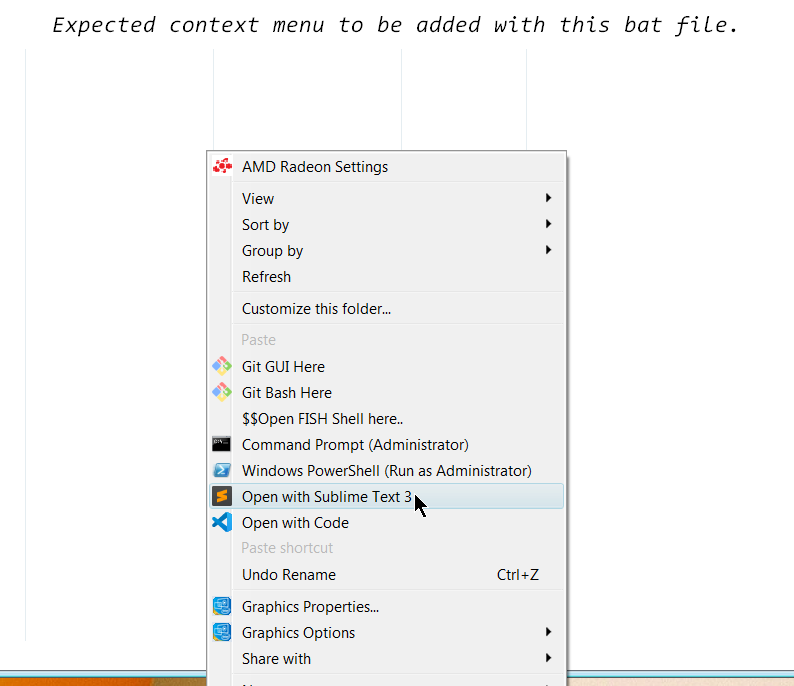 Expected context menu to be added with this bat file.
AMD Radeon Settings
View
Sort by
Group by
Refresh
Customize this folder...
Paste
Git GUI Here
Git Bash Here
$$Open FISH Shell here..
Command Prompt (Administrator)
Windows PowerShell (Run as Administrator)
Open with Sublime Text 3
Open with Code
Paste shortcut
Undo Rename Ctrl+Z
Graphics Properties...
Graphics Options
Share with